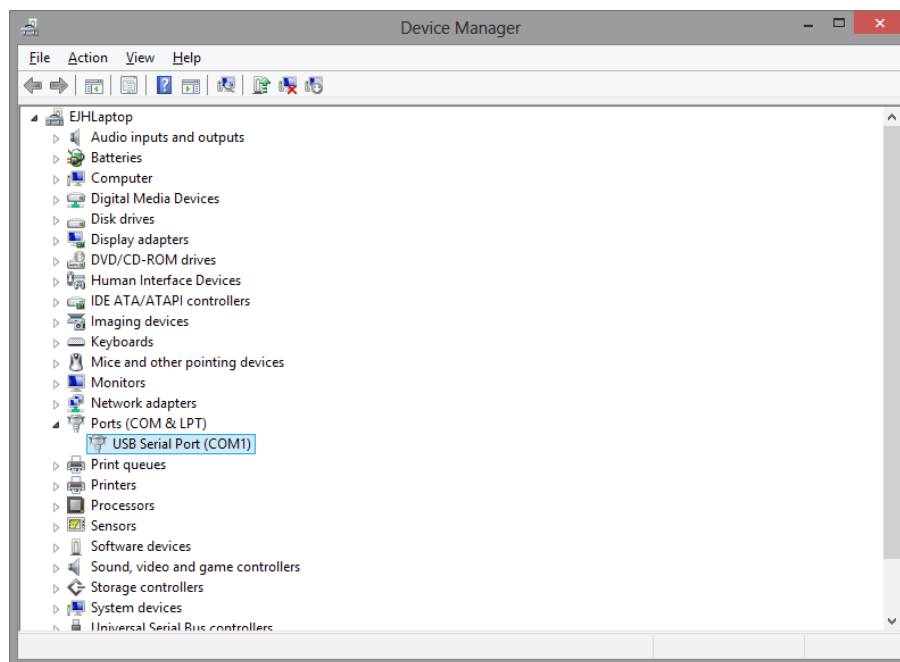 Device Manager
File Action View Help
EJHLaptop
Audio inputs and outputs
Batteries
Computer
Digital Media Devices
Disk drives
Display adapters
DVD/CD-ROM drives
Human Interface Devices
IDE ATA/ATAPI controllers
Imaging devices
Keyboards
Mice and other pointing devices
Monitors
Network adapters
Ports (COM & LPT)
USB Serial Port (COM1)
Print queues
Printers
Processors
Sensors
Software devices
Sound, video and game controllers
Storage controllers
System devices
Universal Serial Bus controllers